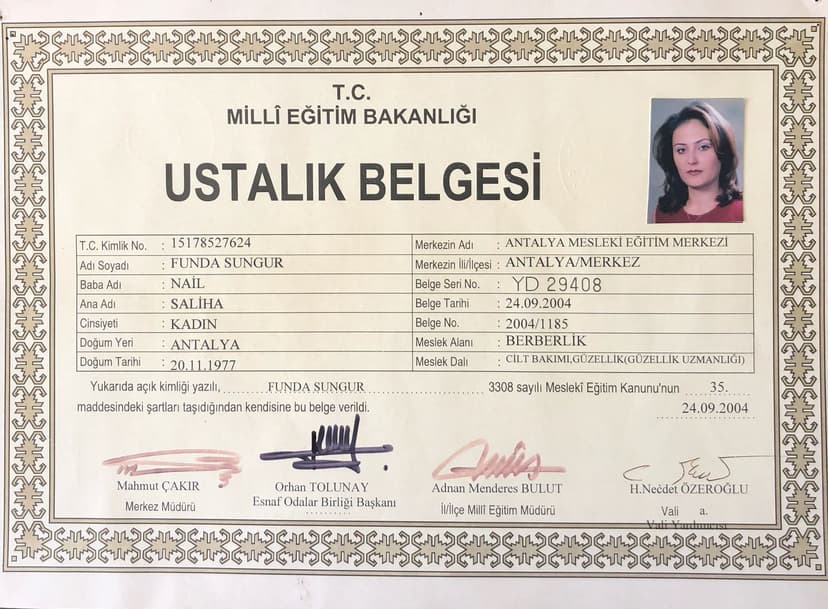 T.C.
MİLLÎ EĞİTİM BAKANLIĞI
USTALIK BELGESİ
T.C. Kimlik No. : 15178527624
Adı Soyadı : FUNDA SUNGUR
Baba Adı : NAİL
Ana Adı : SALİHA
Cinsiyeti : KADIN
Doğum Yeri : ANTALYA
Doğum Tarihi : 20.11.1977
Merkezin Adı : ANTALYA MESLEKİ EĞİTİM MERKEZİ
Merkezin İli/İlçesi : ANTALYA/MERKEZ
Belge Seri No. : YD 29408
Belge Tarihi : 24.09.2004
Belge No. : 2004/1185
Meslek Alanı : BERBERLİK
Meslek Dalı : CİLT BAKIMI,GÜZELLİK(GÜZELLİK UZMANLIĞI)
Yukarıda açık kimliği yazılı, FUNDA SUNGUR 3308 sayılı Meslekî Eğitim Kanunu'nun 35.
maddesindeki şartları taşıdığından kendisine bu belge verildi.
24.09.2004
Mahmut ÇAKIR
Merkez Müdürü
Orhan TOLUNAY
Esnaf Odalar Birliği Başkanı
Adnan Menderes BULUT
İl/İlçe Millî Eğitim Müdürü
H.Necdet ÖZEROĞLU
Vali a.
Vali Yardımcısı